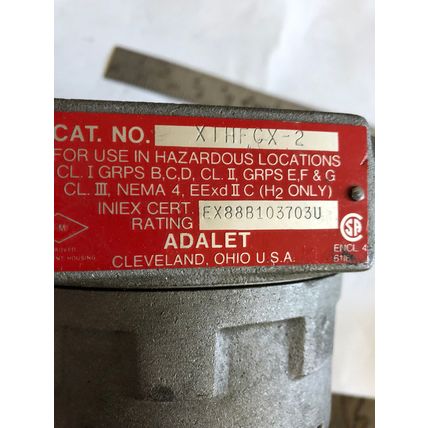 CAT. NO. XIHFCX-2
FOR USE IN HAZARDOUS LOCATIONS
CL. I GRPS B,C,D, CL. II, GRPS E,F & G
CL. III, NEMA 4, EExd II C (H2 ONLY)
INIEX CERT. EX88B103703U
RATING
ADALET
CLEVELAND, OHIO U.S.A.
ENCL 4